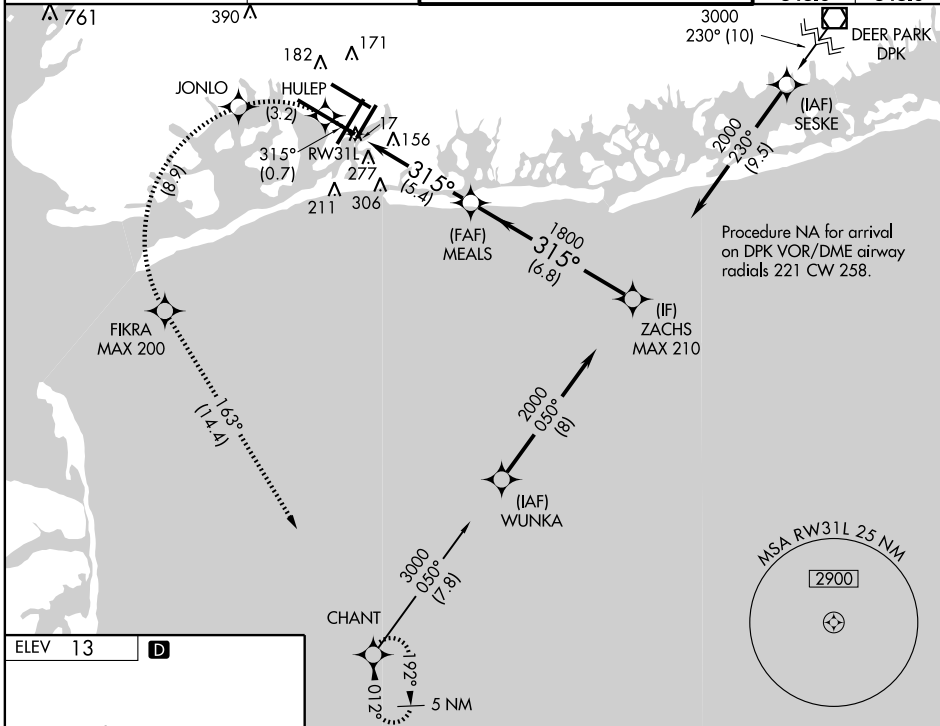 761
390
3000
230° (10)
DEER PARK
DPK
182
171
JONLO
HULEP
(IAF)
SESKE
(3.2)
17
156
315°
(0.7)
RW31L
277
2000
230°
(9.5)
(8.9)
211
306
315°
(5.4)
(FAF)
MEALS
1800
315°
(6.8)
Procedure NA for arrival
on DPK VOR/DME airway
radials 221 CW 258.
FIKRA
MAX 200
(IF)
ZACHS
MAX 210
163°
(14.4)
2000
050°
(8)
(IAF)
WUNKA
3000
050°
(7.8)
MSA RW31L 25 NM
2900
CHANT
ELEV 13
D
192°
012°
5 NM